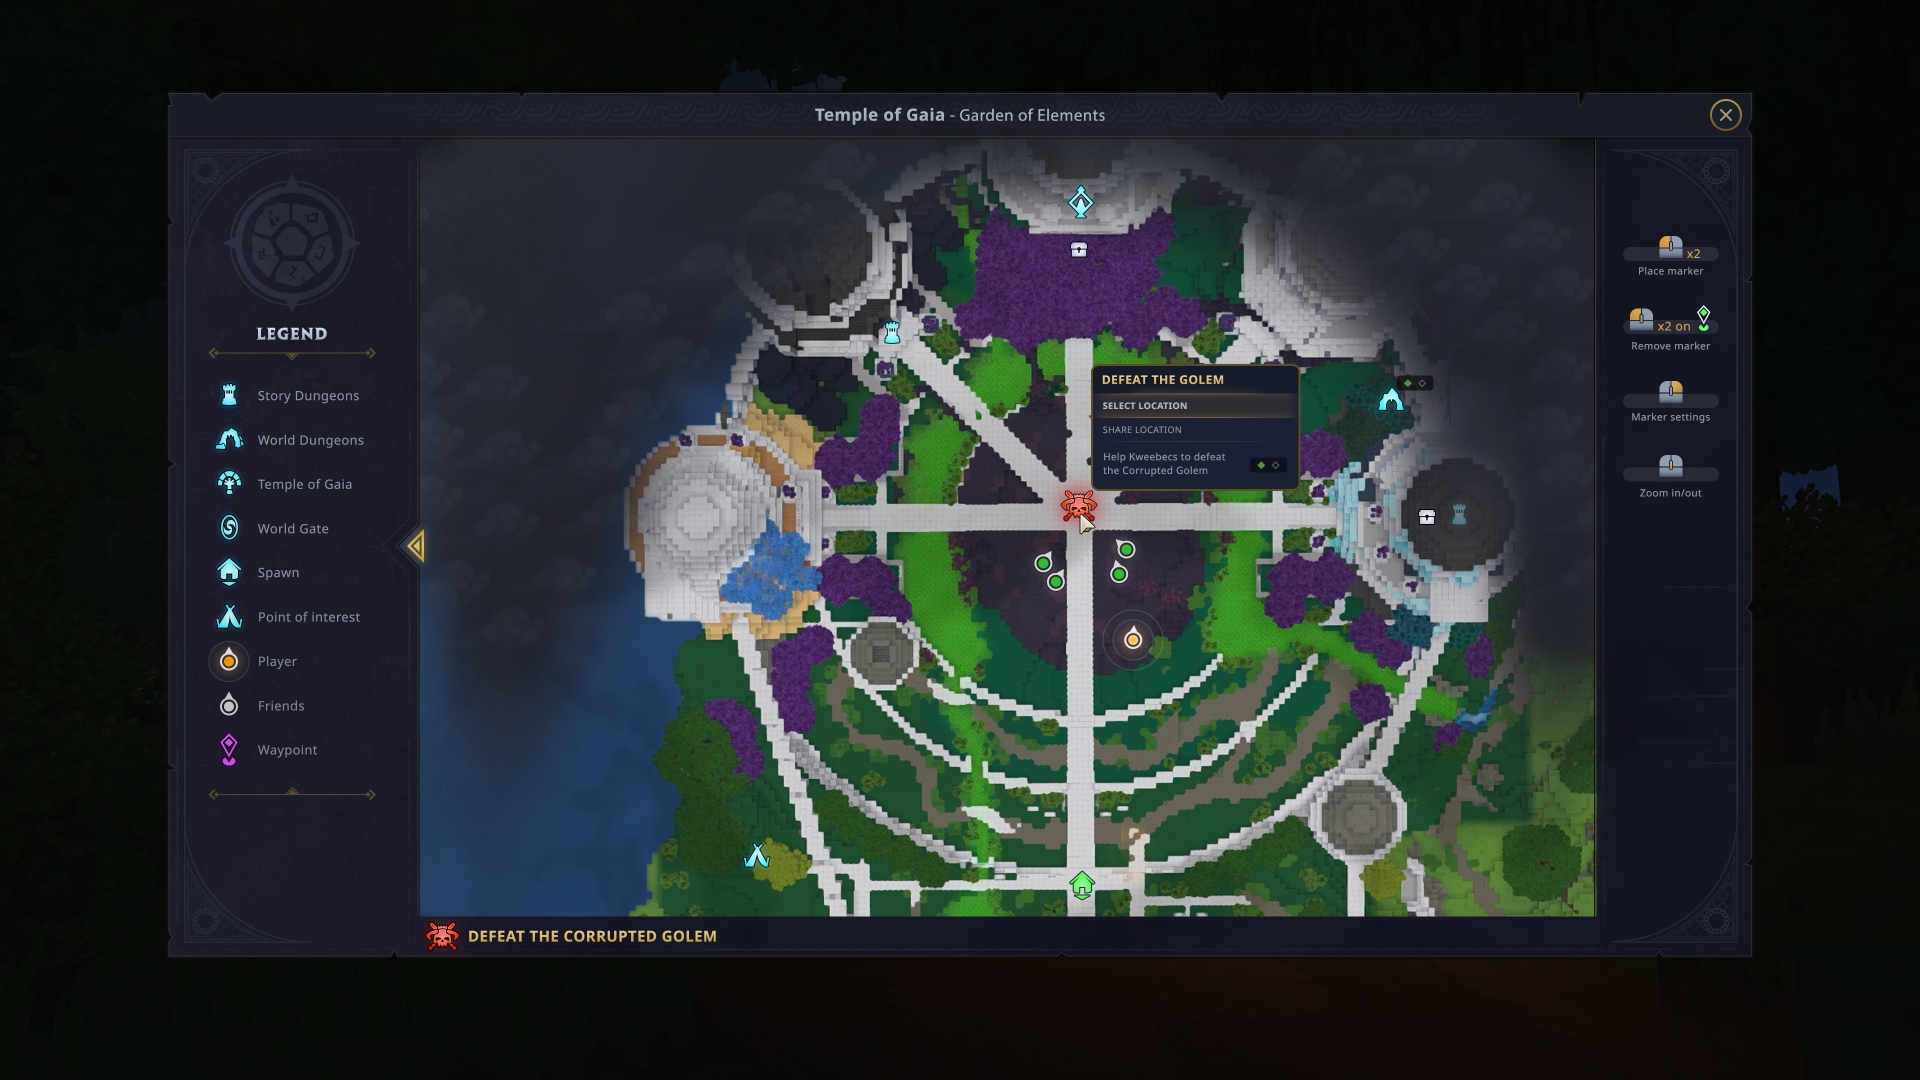 Temple of Gaia - Garden of Elements
LEGEND
Story Dungeons
World Dungeons
Temple of Gaia
World Gate
Spawn
Point of interest
Player
Friends
Waypoint
DEFEAT THE GOLEM
SELECT LOCATION
SHARE LOCATION
Help Kweebecs to defeat
the Corrupted Golem
x2
Place marker
x2 on
Remove marker
Marker settings
Zoom in/out
DEFEAT THE CORRUPTED GOLEM